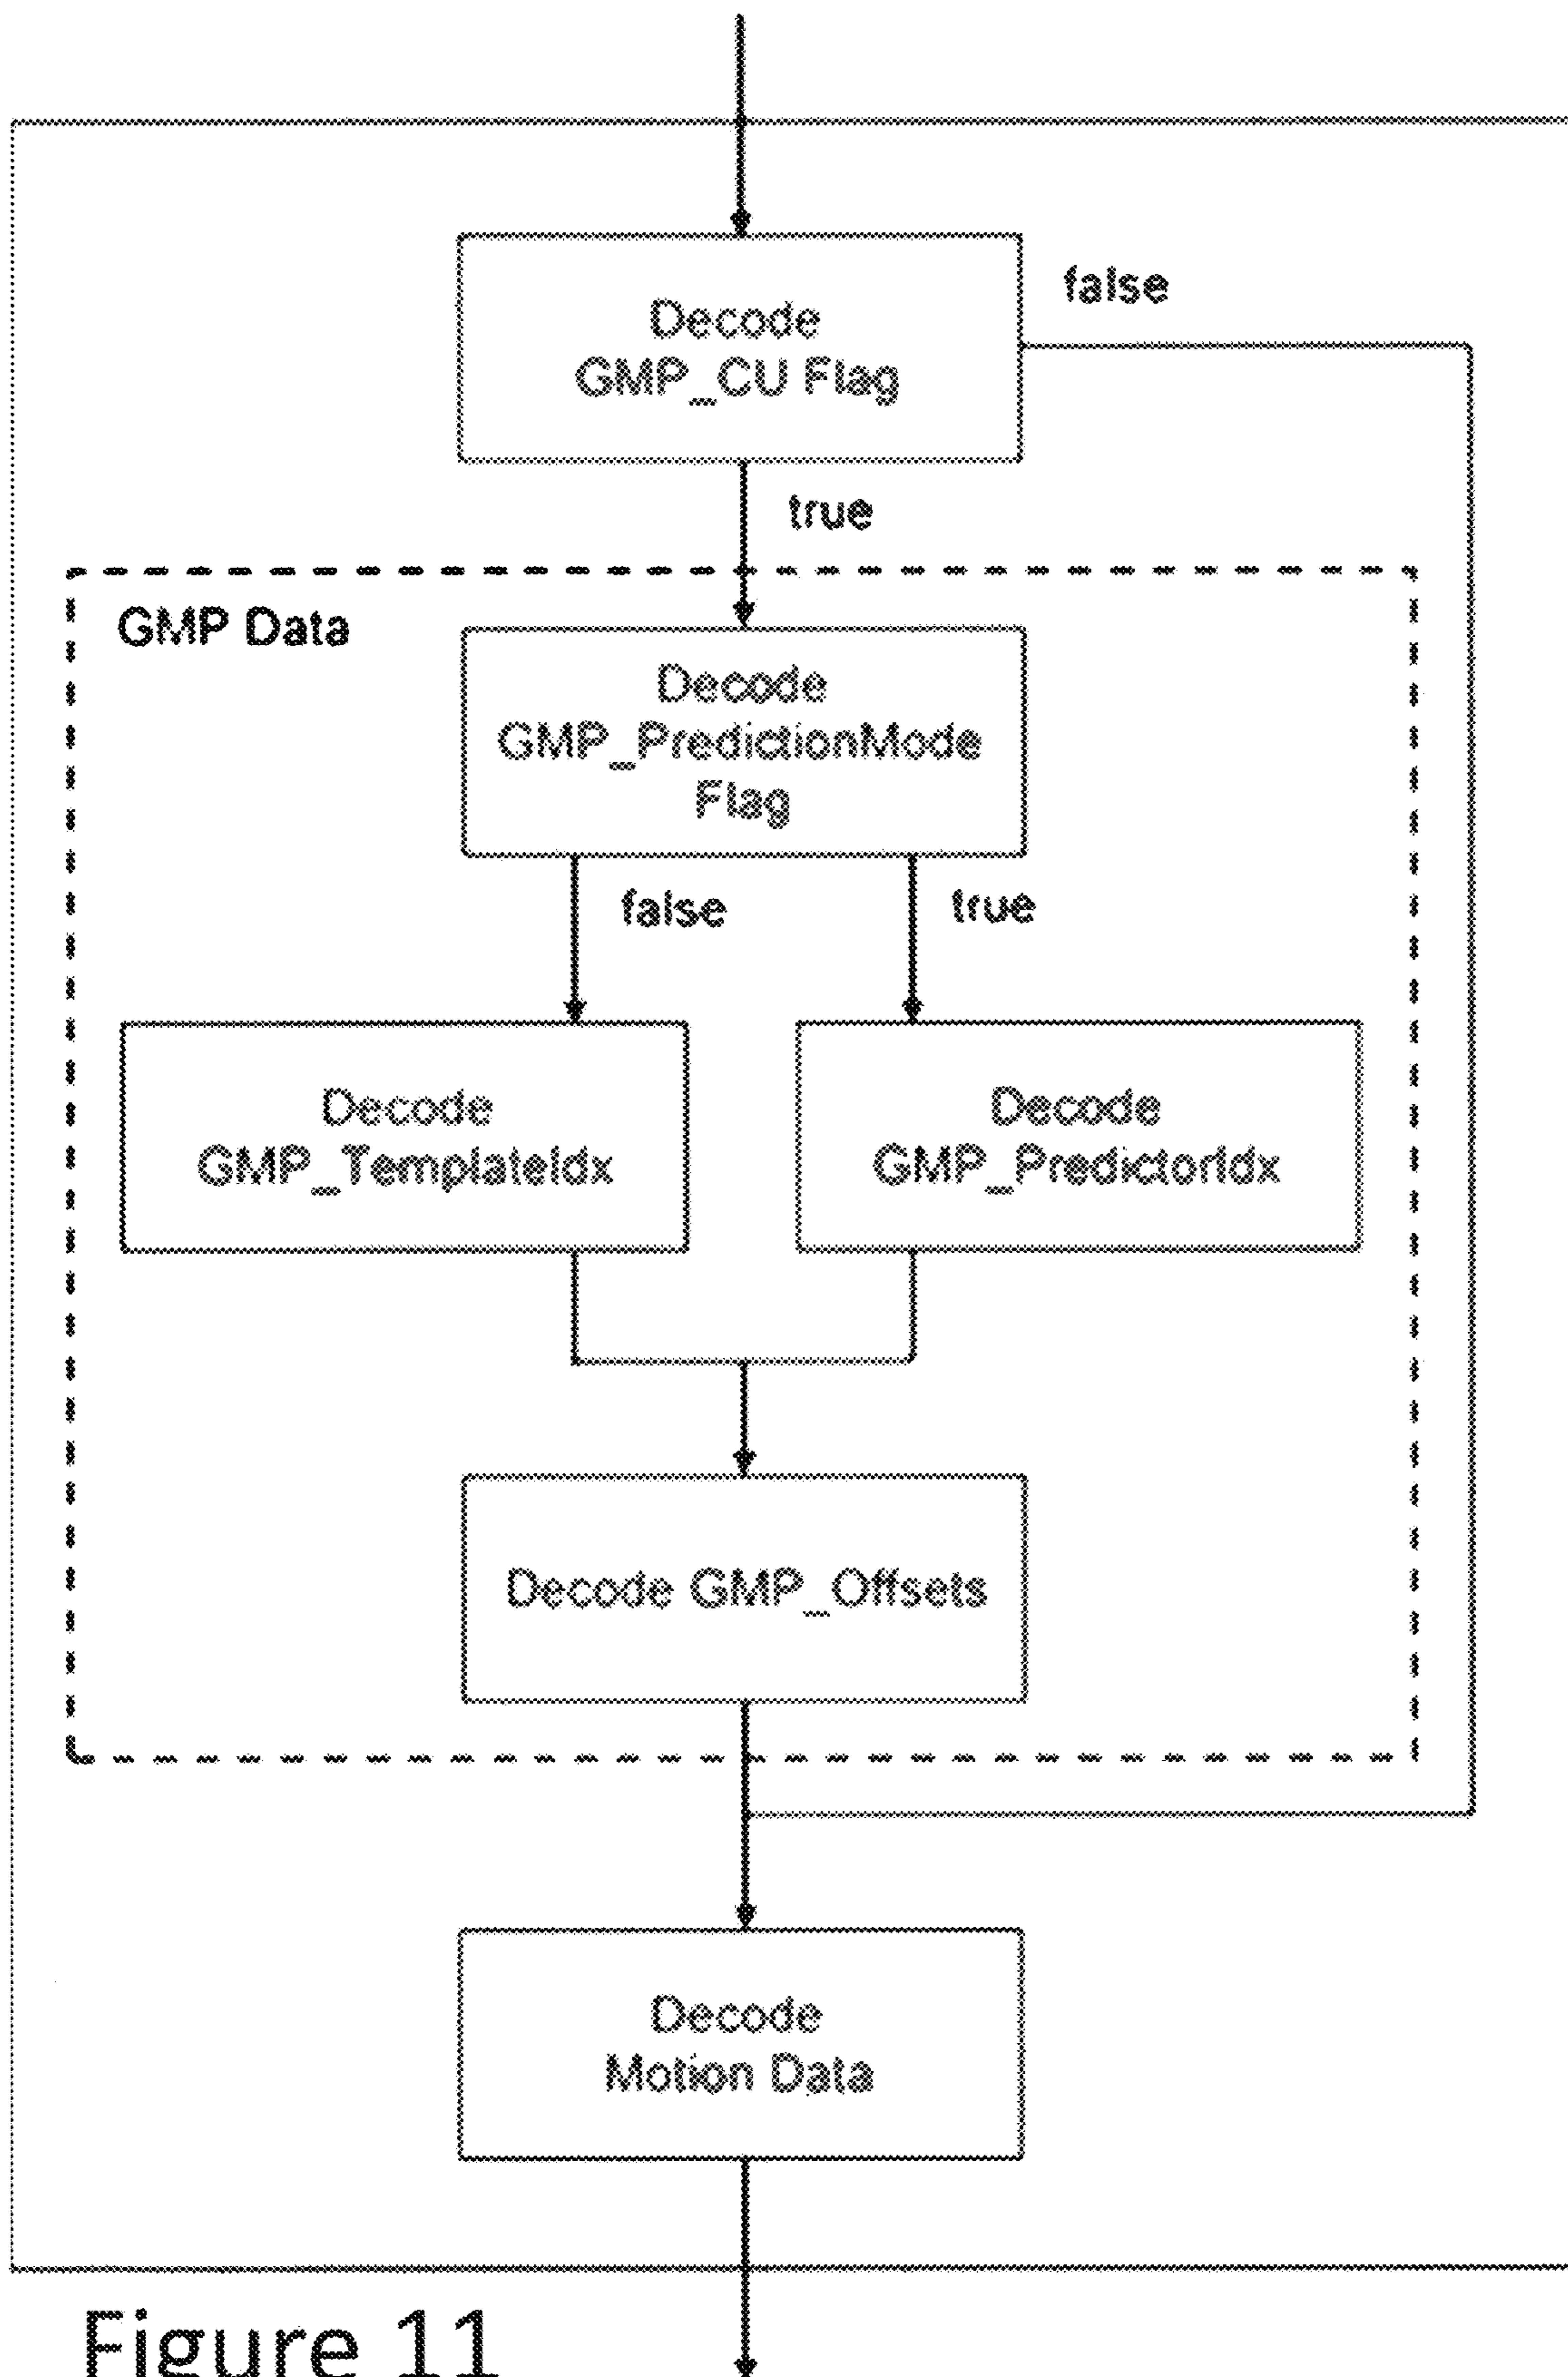 Decode
GMP_CU Flag
false
true
GMP Data
Decode
GMP_PredictionMode
Flag
false
true
Decode
GMP_TemplateIdx
Decode
GMP_PredictorIdx
Decode GMP_Offsets
Decode
Motion Data
Figure 11